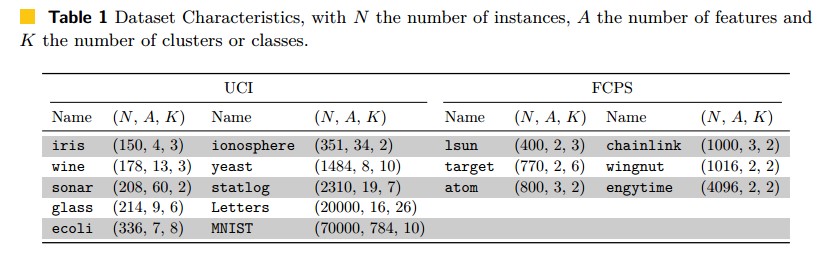 Table 1 Dataset Characteristics, with N the number of instances, A the number of features and
K the number of clusters or classes.
UCI FCPS
Name (N, A, K) Name (N, A, K) Name (N, A, K) Name (N, A, K)
iris (150, 4, 3) ionosphere (351, 34, 2) lsun (400, 2, 3) chainlink (1000, 3, 2)
wine (178, 13, 3) yeast (1484, 8, 10) target (770, 2, 6) wingnut (1016, 2, 2)
sonar (208, 60, 2) statlog (2310, 19, 7) atom (800, 3, 2) engytime (4096, 2, 2)
glass (214, 9, 6) Letters (20000, 16, 26)
ecoli (336, 7, 8) MNIST (70000, 784, 10)